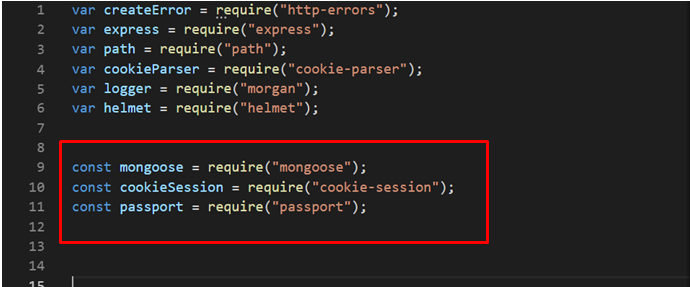 1 var createError = require("http-errors");
2 var express = require("express");
3 var path = require("path");
4 var cookieParser = require("cookie-parser");
5 var logger = require("morgan");
6 var helmet = require("helmet");
7
8
9 const mongoose = require("mongoose");
10 const cookieSession = require("cookie-session");
11 const passport = require("passport");
12
13
14
15